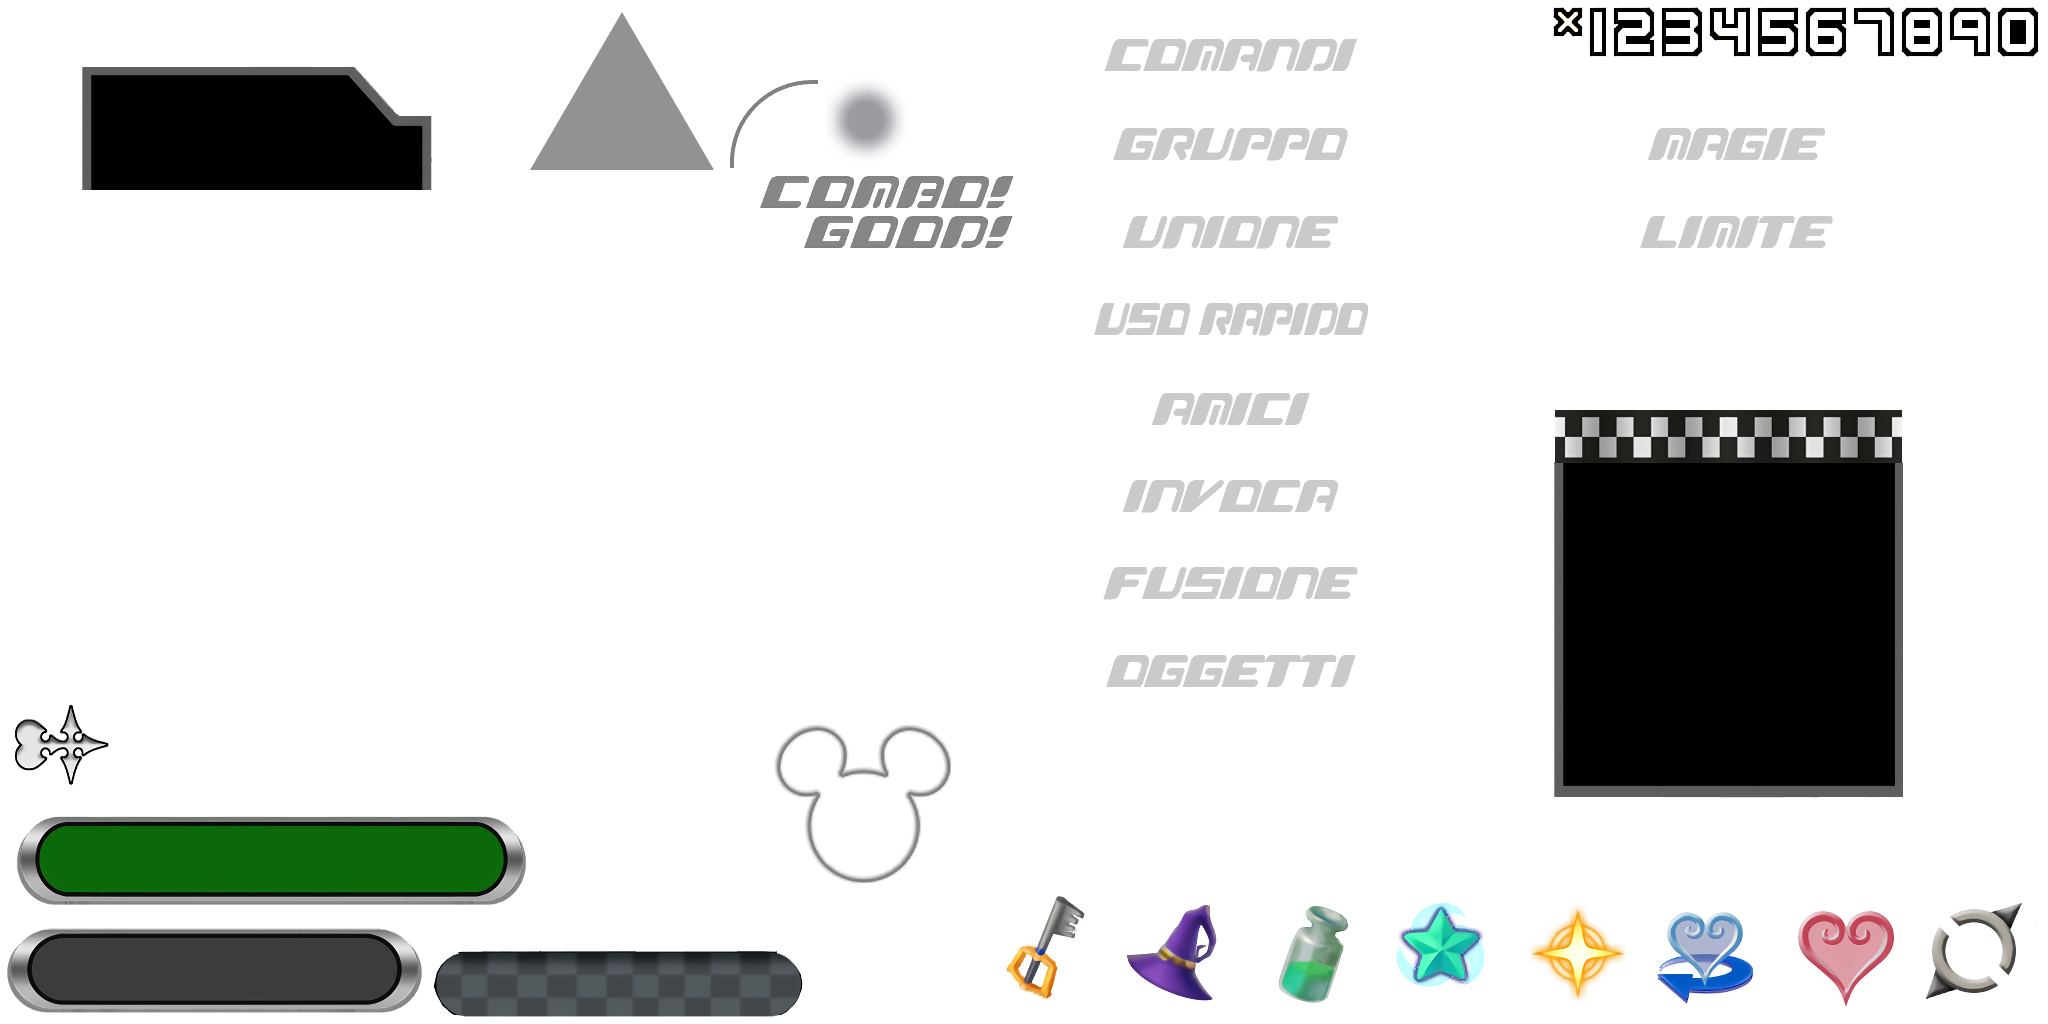 ×1234567890
COMANDI
GRUPPO
MAGIE
COMBO!
GOOD!
UNIONE
LIMITE
USO RAPIDO
AMICI
INVOCA
FUSIONE
OGGETTI